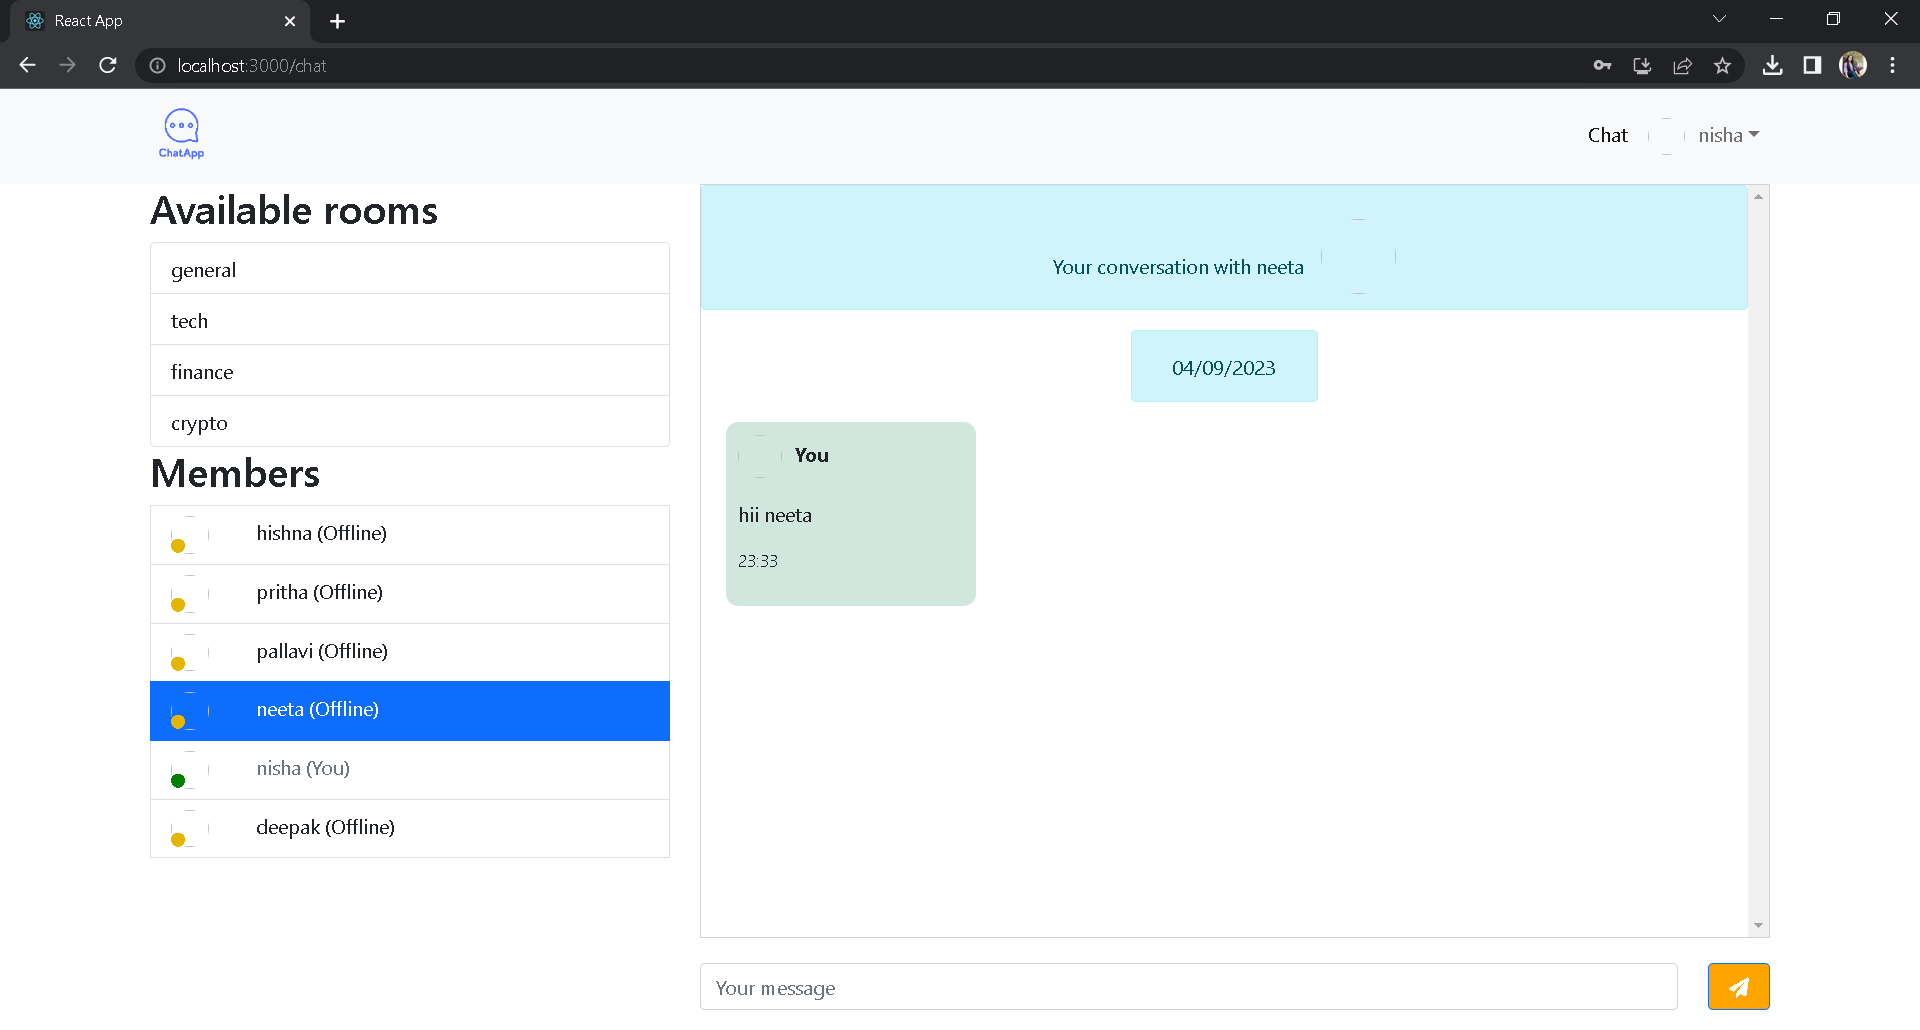 React App
localhost:3000/chat
ChatApp
Chat
nisha
Available rooms
general
tech
finance
crypto
Members
hishna (Offline)
pritha (Offline)
pallavi (Offline)
neeta (Offline)
nisha (You)
deepak (Offline)
Your conversation with neeta
04/09/2023
You
hii neeta
23:33
Your message